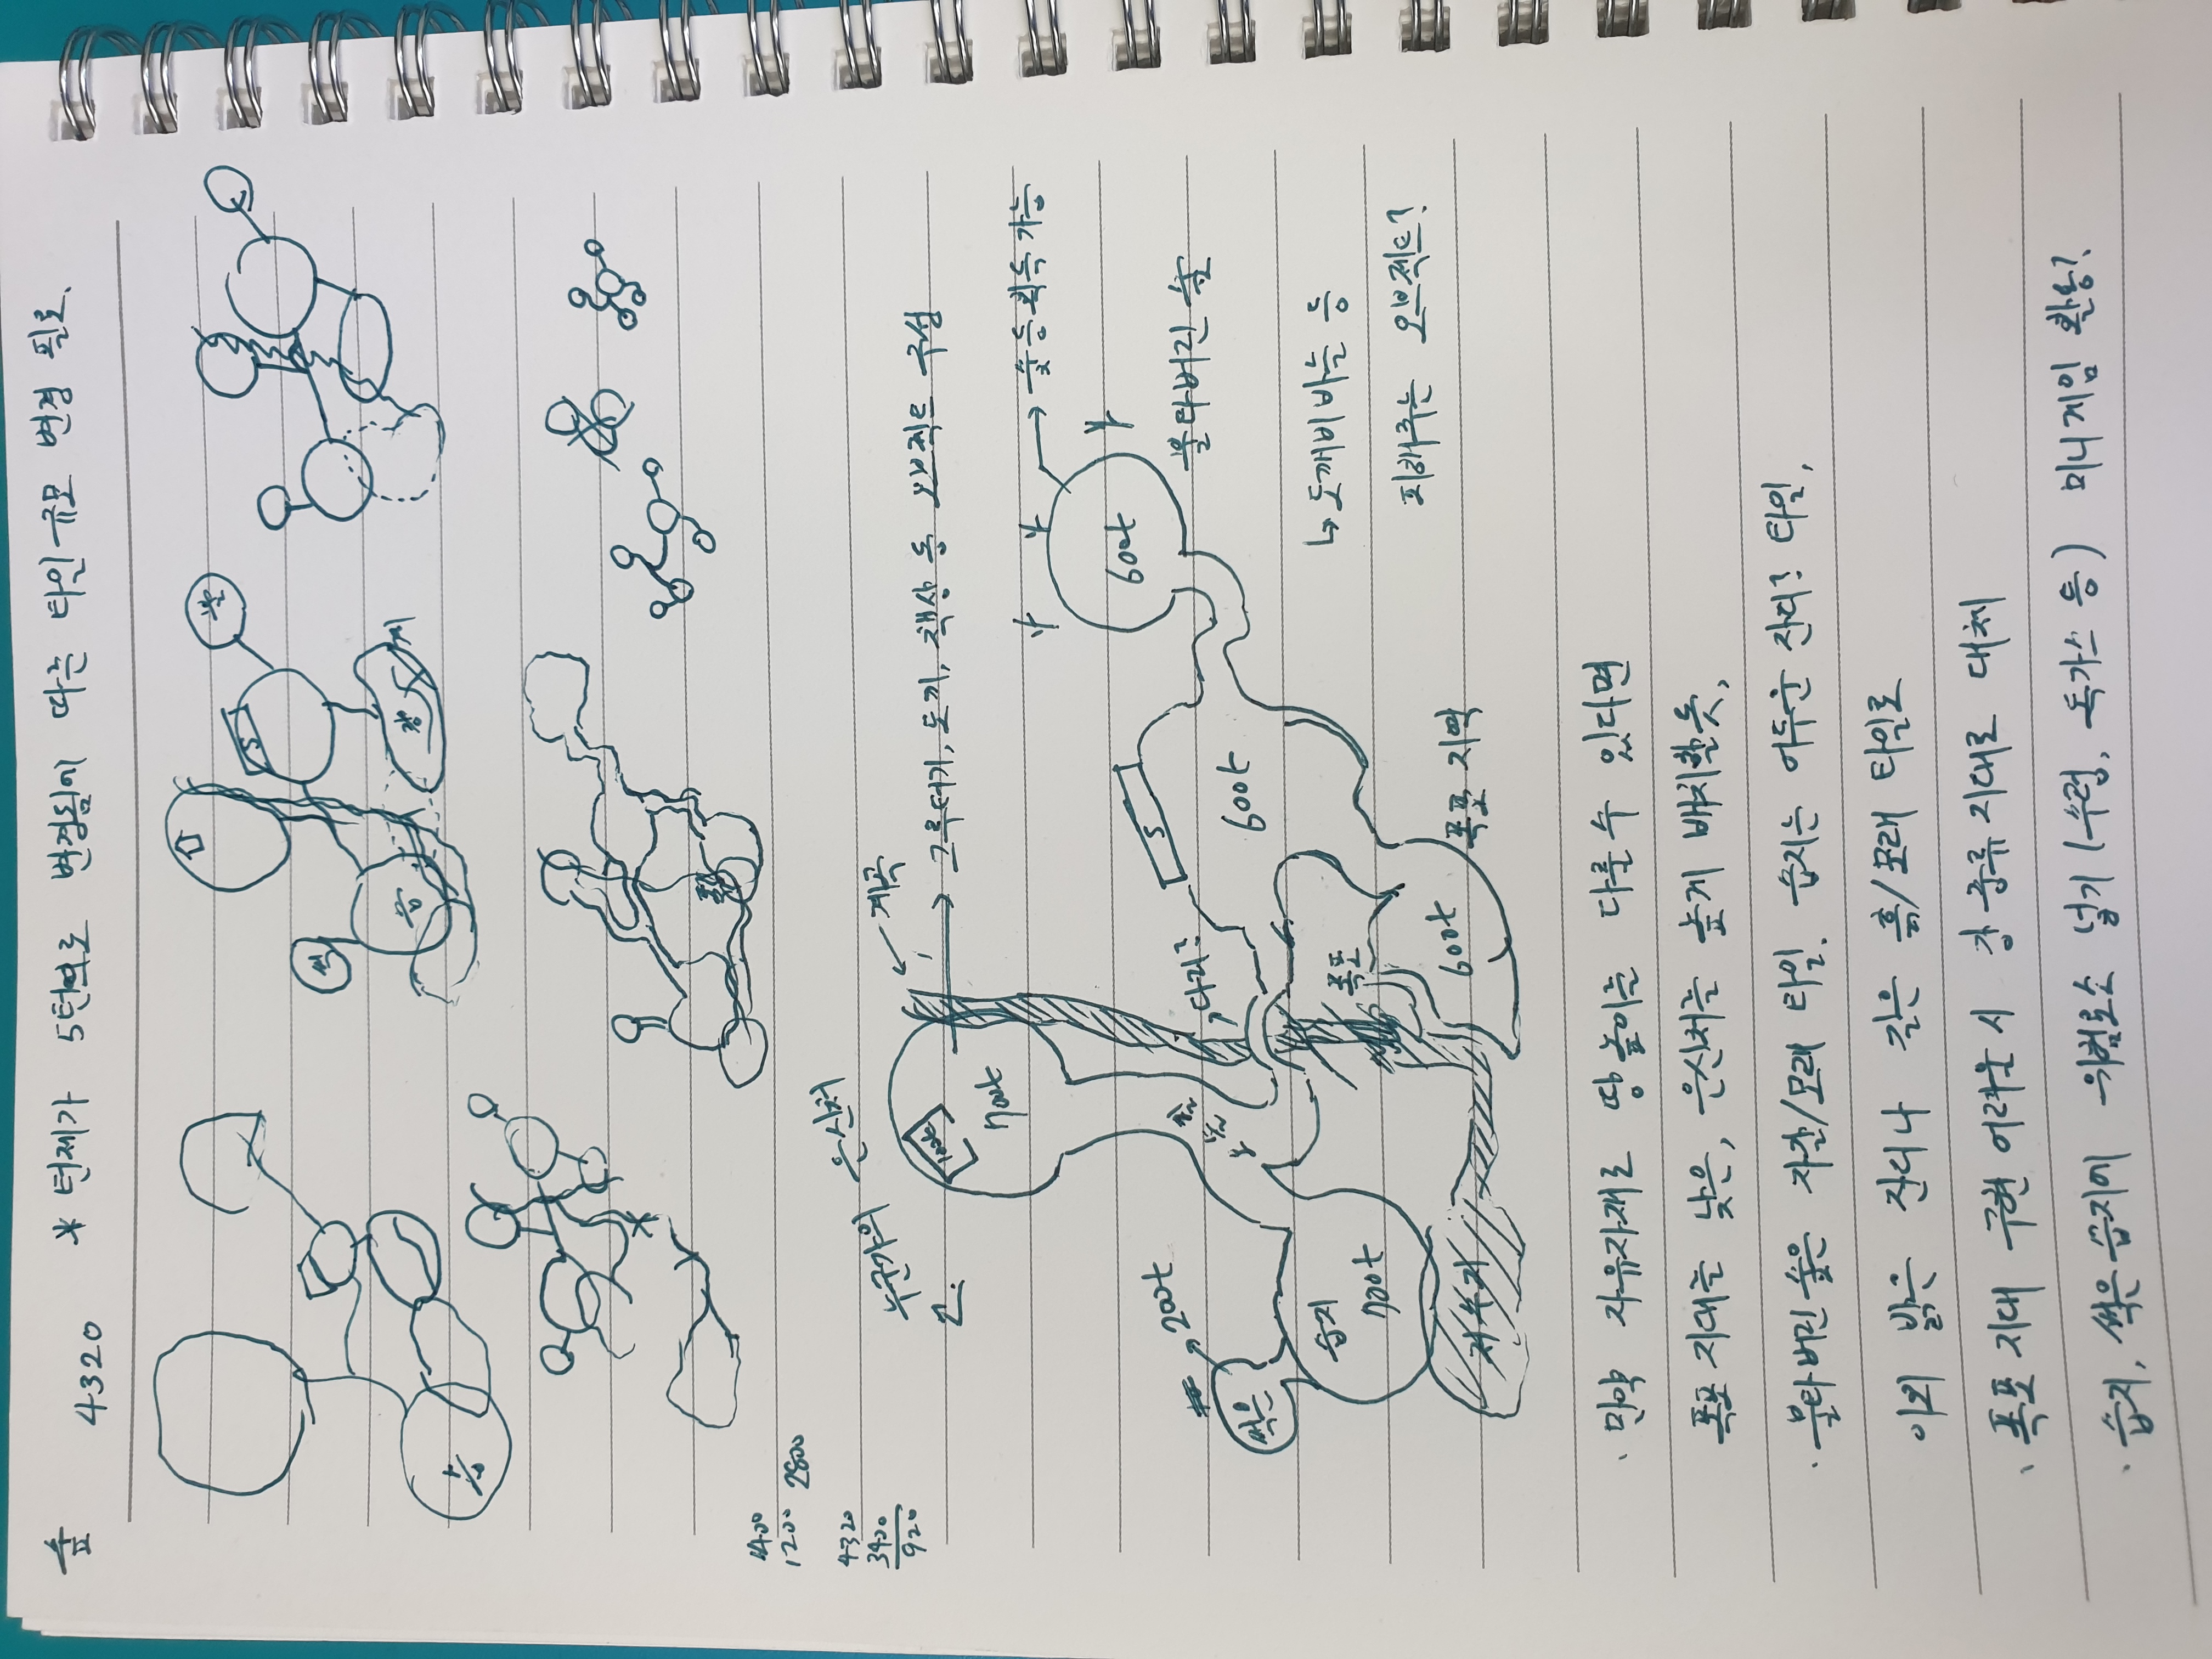 숲
4320
* 턴제가 5턴으로 변경됨에 따른 타일 규모 변경 필요.
불
S
썩
습
강
숲
폭
4400
1200 2800
4320
3400
920
누군가의 은신처
계곡
100t
→ 그루터기, 도끼, 책상 등 오브젝트 구성
700t
→ 숯 등 획득 가능
600t
200t
S
다리?
불타버린 숲
썩은
600t
습지
700t
폭포
↳ 도깨비바늘 등
피해주는 오브젝트?
저수지
600t
폭포 지역
· 만약 자유자재로 땅높이를 다룰 수 있다면
폭포 지대는 낮은, 은신처는 높게 배치할 듯,
· 불타버린 숲은 자갈/모래 타일. 습지는 어두운 잔디? 타일,
이외 밝은 잔디나 길은 흙/모래 타일로
· 폭포 지대 구현 어려울 시 강 중류 지대로 대체
· 습지, 썩은 습지에 위험요소 넣기 (수렁, 독가스 등) 미니게임 활용?